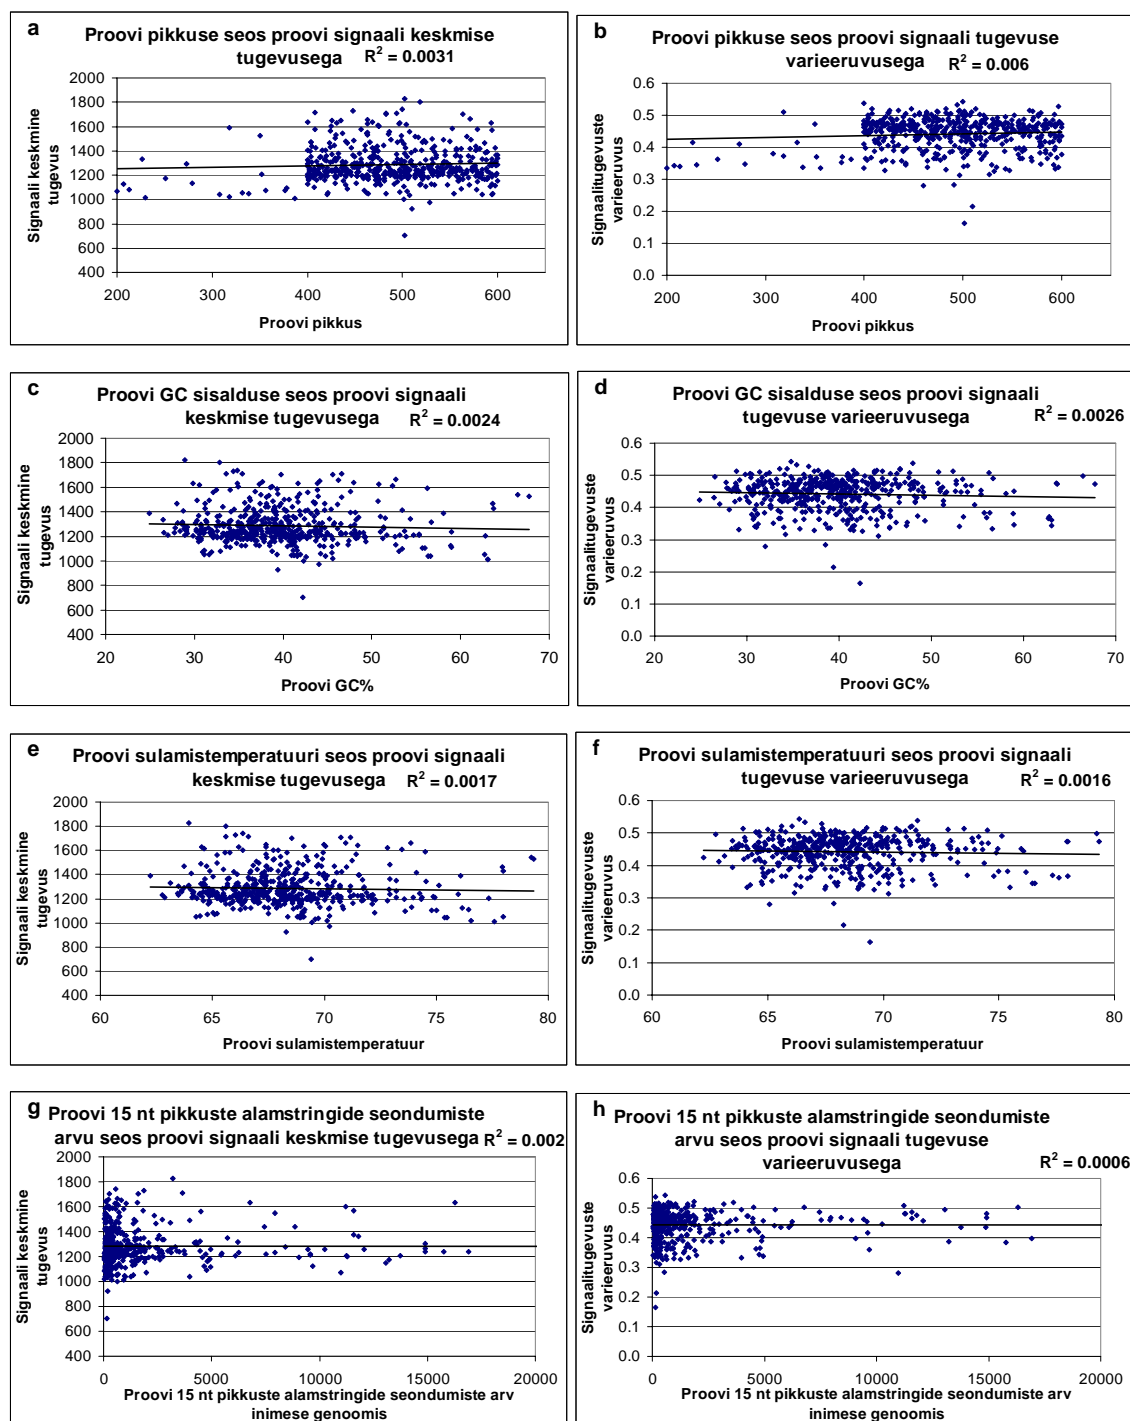 a
Proovi pikkuse seos proovi signaali keskmise
tugevusega R² = 0.0031
2000
1800
1600
1400
1200
1000
800
600
400
Signaali keskmine
tugevus
200 300 400 500 600
Proovi pikkus
b
Proovi pikkuse seos proovi signaali tugevuse
varieeruvusega R² = 0.006
0.6
0.5
0.4
0.3
0.2
0.1
0.0
Signaalitugevuste
varieeruvus
200 300 400 500 600
Proovi pikkus
c
Proovi GC sisalduse seos proovi signaali
keskmise tugevusega R² = 0.0024
2000
1800
1600
1400
1200
1000
800
600
400
Signaali keskmine
tugevus
20 30 40 50 60 70
Proovi GC%
d
Proovi GC sisalduse seos proovi signaali
tugevuse varieeruvusega R² = 0.0026
0.6
0.5
0.4
0.3
0.2
0.1
0.0
Signaalitugevuste
varieeruvus
20 30 40 50 60 70
Proovi GC%
e
Proovi sulamistemperatuuri seos proovi signaali
keskmise tugevusega R² = 0.0017
2000
1800
1600
1400
1200
1000
800
600
400
Signaali keskmine
tugevus
60 65 70 75 80
Proovi sulamistemperatuur
f
Proovi sulamistemperatuuri seos proovi signaali
tugevuse varieeruvusega R² = 0.0016
0.6
0.5
0.4
0.3
0.2
0.1
0.0
Signaalitugevuste
varieeruvus
60 65 70 75 80
Proovi sulamistemperatuur
g
Proovi 15 nt pikkuste alamstringide seondumiste
arvu seos proovi signaali keskmise tugevusega R² = 0.002
2000
1800
1600
1400
1200
1000
800
600
400
Signaali keskmine
tugevus
0 5000 10000 15000 20000
Proovi 15 nt pikkuste alamstringide seondumiste arv
inimese genoomis
h
Proovi 15 nt pikkuste alamstringide seondumiste
arvu seos proovi signaali tugevuse
varieeruvusega R² = 0.0006
0.6
0.5
0.4
0.3
0.2
0.1
0.0
Signaalitugevuste
varieeruvus
0 5000 10000 15000 20000
Proovi 15 nt pikkuste alamstringide seondumiste arv
inimese genoomis